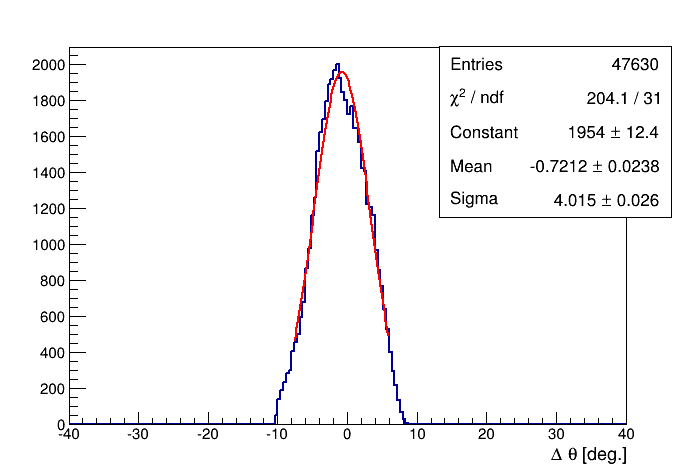 Entries 47630
χ² / ndf 204.1 / 31
Constant 1954 ± 12.4
Mean -0.7212 ± 0.0238
Sigma 4.015 ± 0.026
2000
1800
1600
1400
1200
1000
800
600
400
200
0
-40 -30 -20 -10 0 10 20 30 40
Δ θ [deg.]